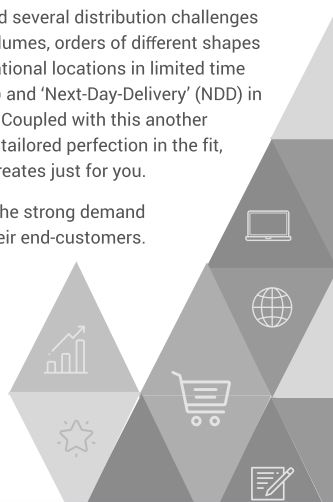 d several distribution challenges
lumes, orders of different shapes
tional locations in limited time
) and ‘Next-Day-Delivery’ (NDD) in
Coupled with this another
tailored perfection in the fit,
reates just for you.
he strong demand
eir end-customers.